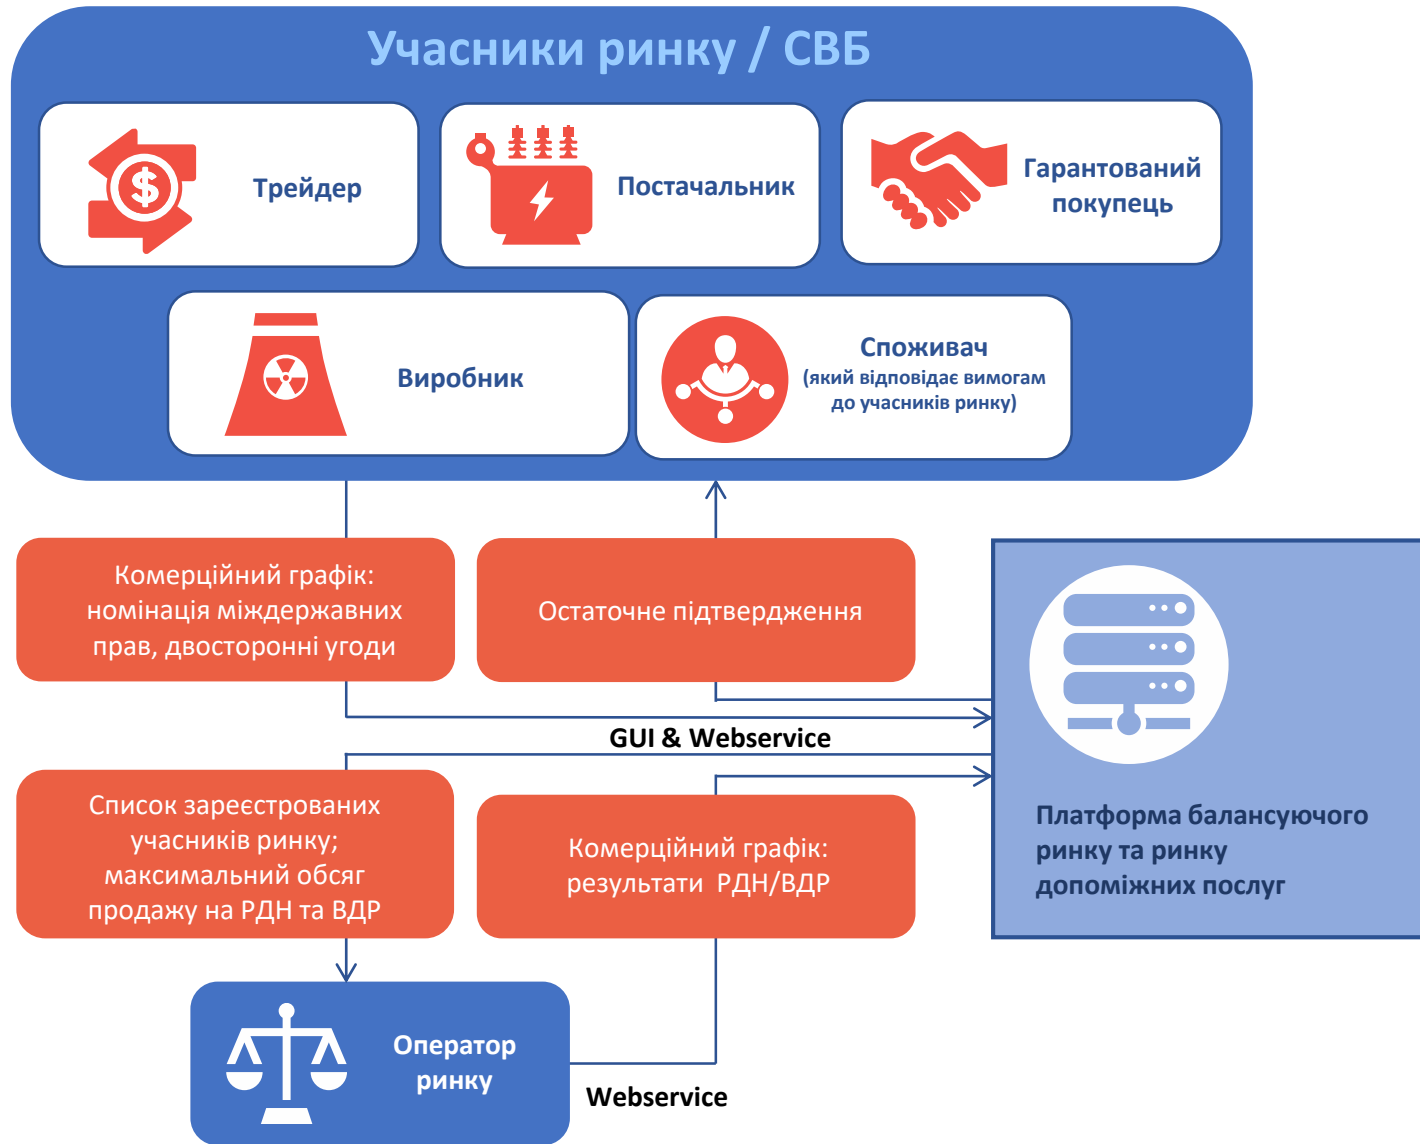 Учасники ринку / СВБ
Трейдер
Постачальник
Гарантований
покупець
Виробник
Споживач
(який відповідає вимогам
до учасників ринку)
Комерційний графік:
номінація міждержавних
прав, двосторонні угоди
Остаточне підтвердження
GUI & Webservice
Список зареєстрованих
учасників ринку;
максимальний обсяг
продажу на РДН та ВДР
Комерційний графік:
результати РДН/ВДР
Платформа балансуючого
ринку та ринку
допоміжних послуг
Оператор
ринку
Webservice